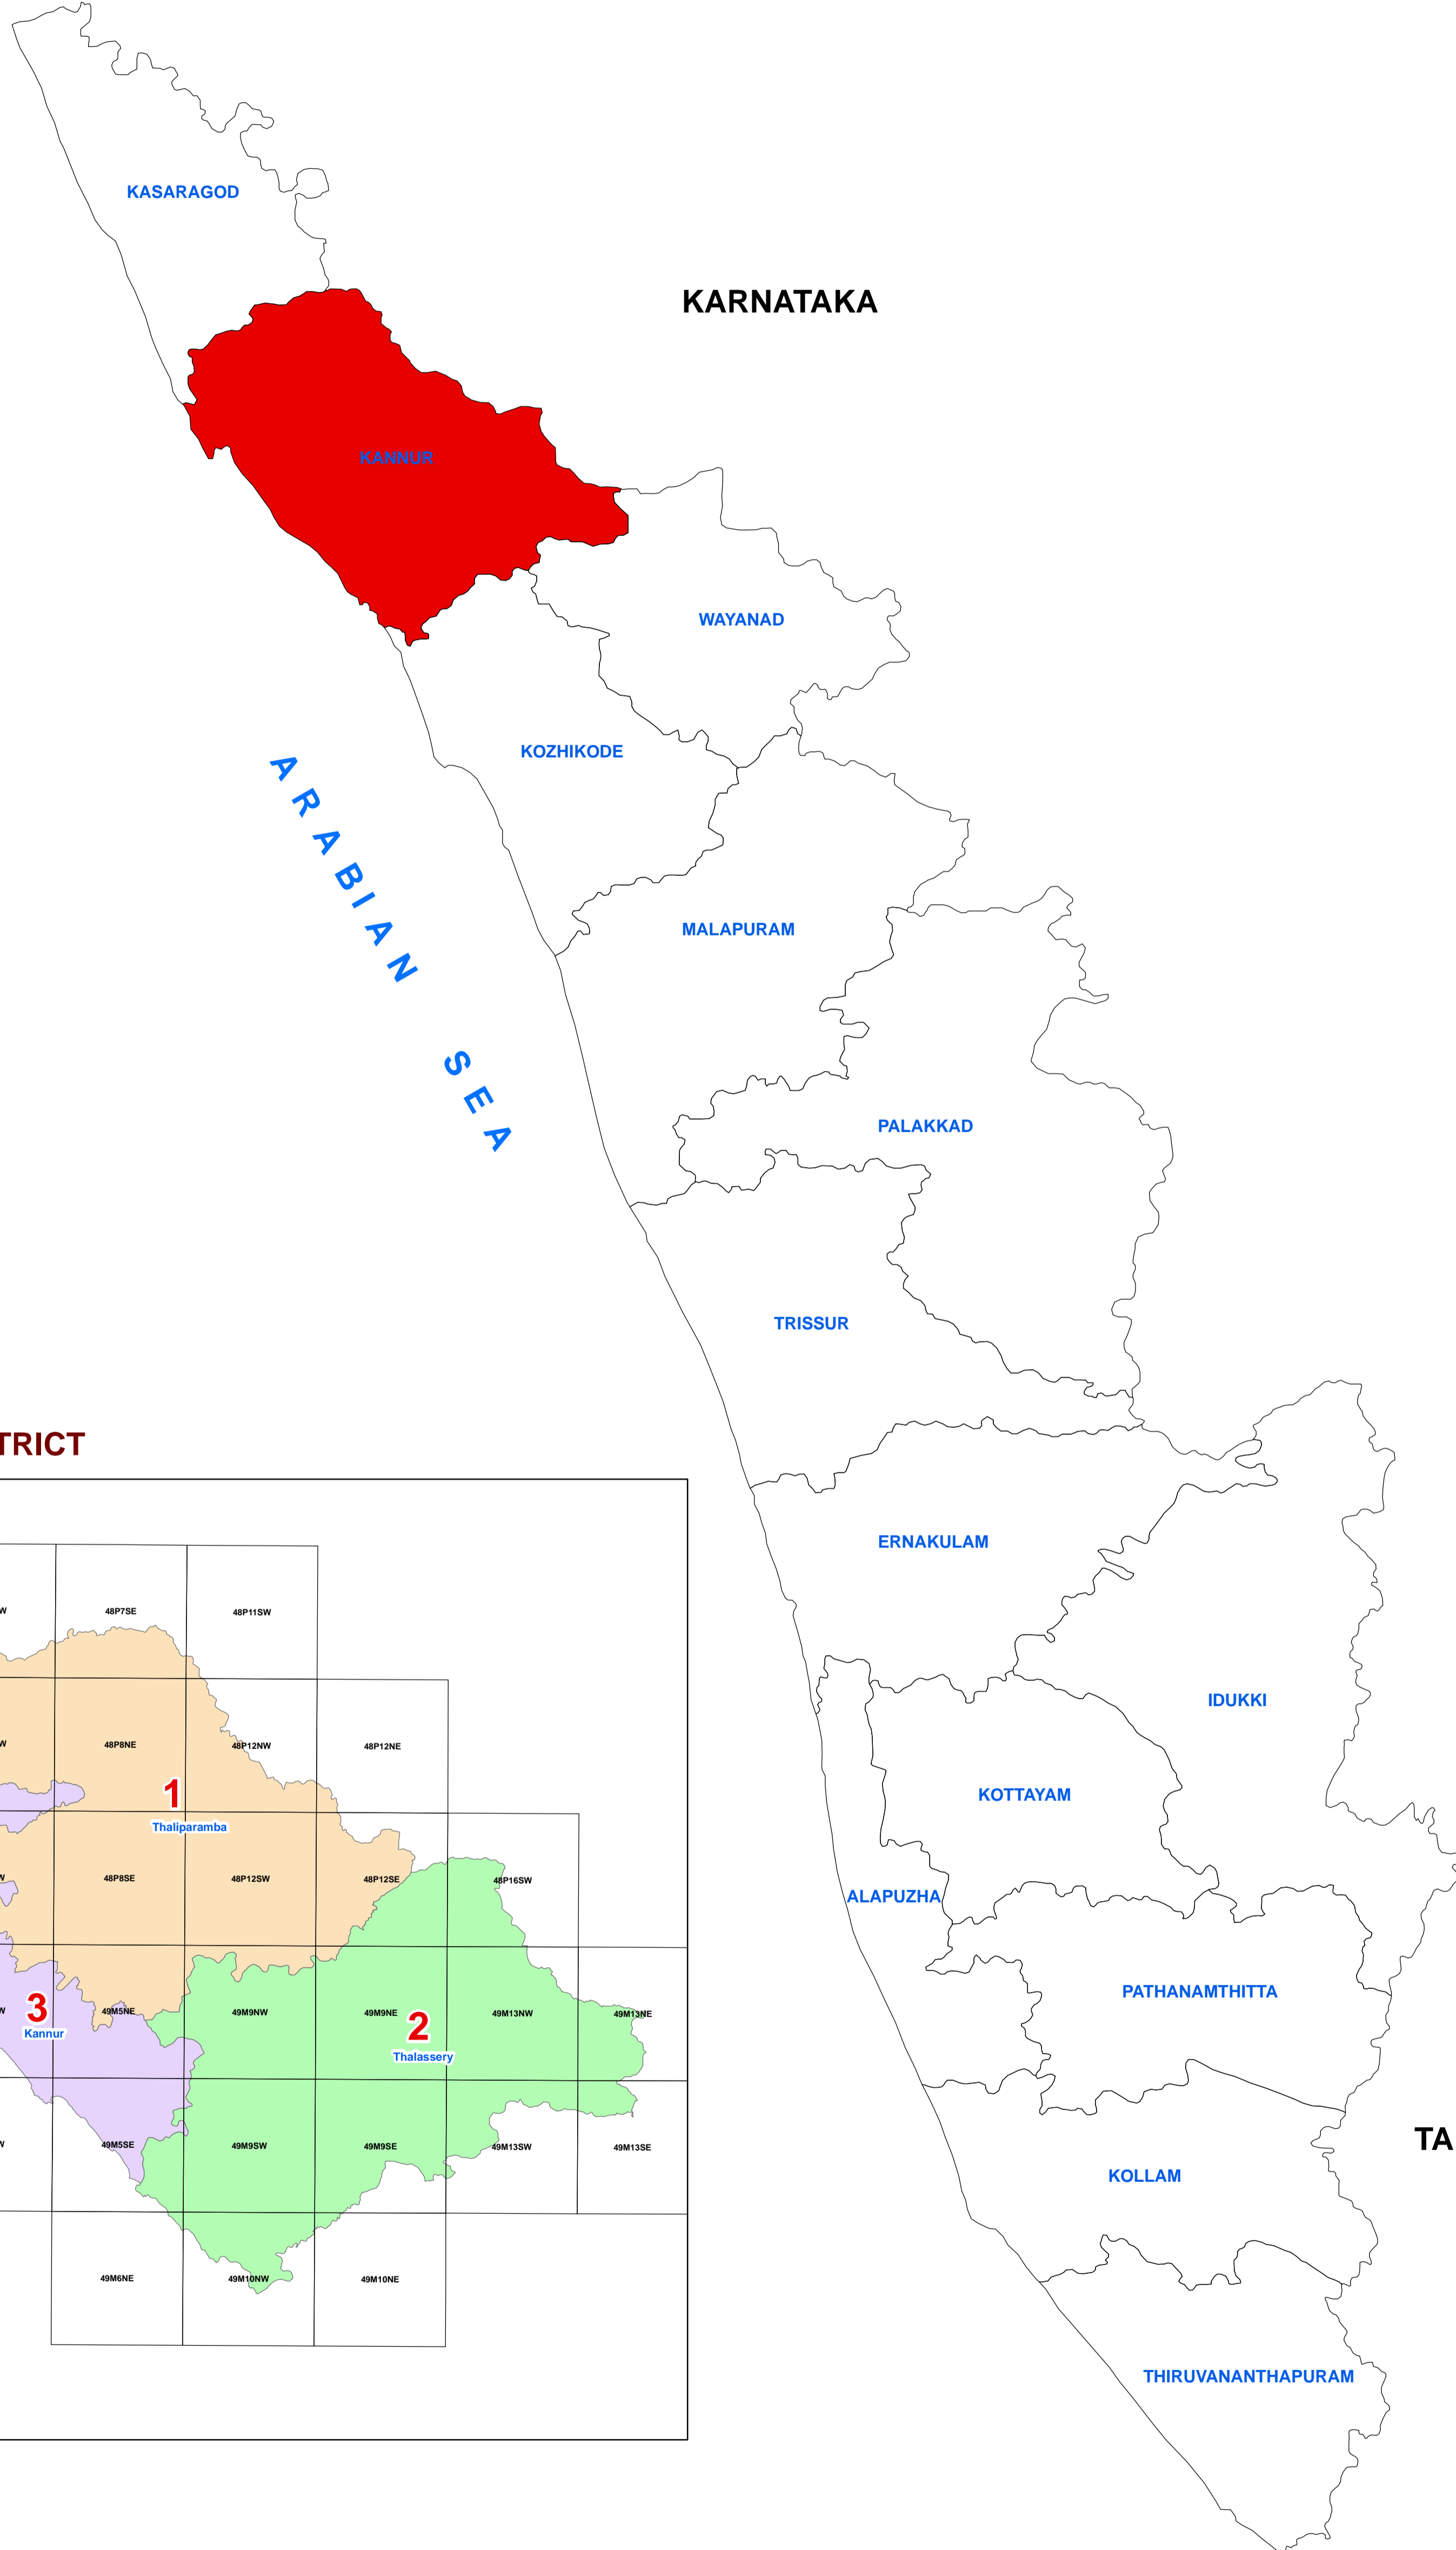 KASARAGOD
KARNATAKA
KANNUR
WAYANAD
KOZHIKODE
ARABIAN SEA
MALAPURAM
PALAKKAD
TRISSUR
TRICT
ERNAKULAM
W
48P7SE
48P11SW
IDUKKI
W
48P8NE
48P12NW
48P12NE
1
Thaliparamba
KOTTAYAM
W
48P8SE
48P12SW
48P12SE
48P16SW
ALAPUZHA
PATHANAMTHITTA
W
3
Kannur
49M5NE
49M9NW
49M9NE
2
Thalassery
49M13NW
49M13NE
TA
W
49M5SE
49M9SW
49M9SE
49M13SW
49M13SE
KOLLAM
49M6NE
49M10NW
49M10NE
THIRUVANANTHAPURAM